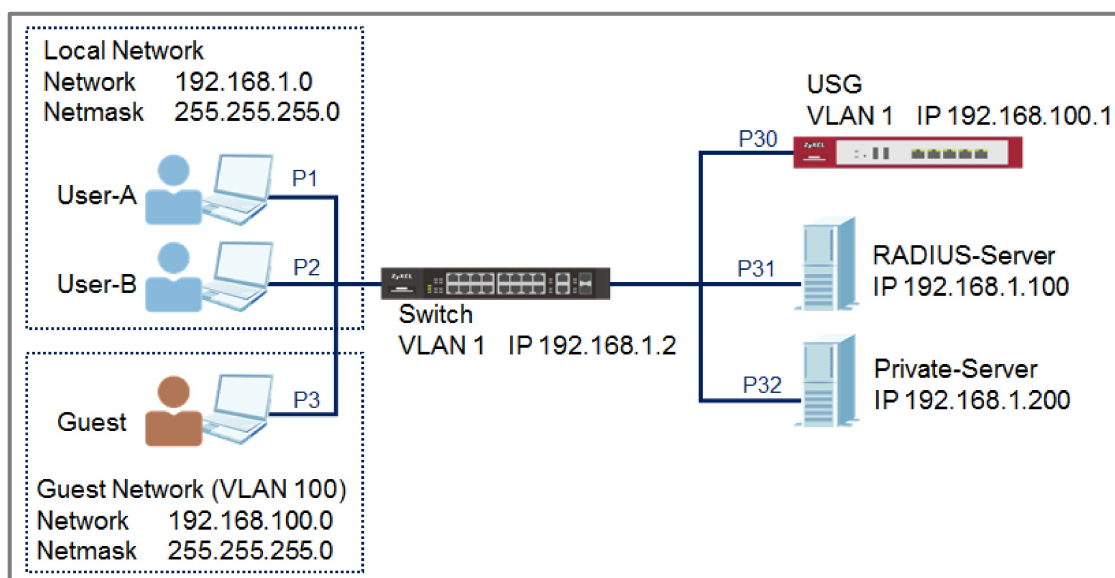 Local Network
Network 192.168.1.0
Netmask 255.255.255.0
User-A
P1
User-B
P2
Guest
P3
Guest Network (VLAN 100)
Network 192.168.100.0
Netmask 255.255.255.0
ZyXEL
Switch
VLAN 1 IP 192.168.1.2
P30
USG
VLAN 1 IP 192.168.100.1
ZyXEL
P31
RADIUS-Server
IP 192.168.1.100
P32
Private-Server
IP 192.168.1.200